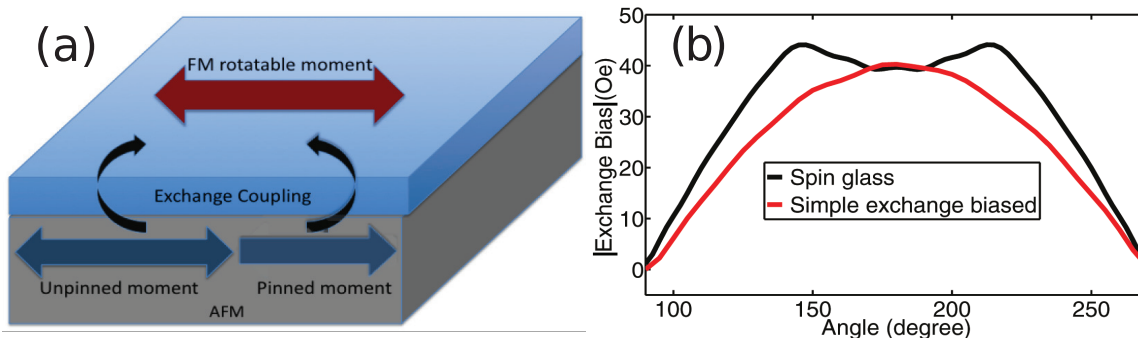 (a)
FM rotatable moment
Exchange Coupling
Unpinned moment
Pinned moment
AFM
(b)
|Exchange Bias|(Oe)
50
40
30
20
10
0
Spin glass
Simple exchange biased
100
150
200
250
Angle (degree)